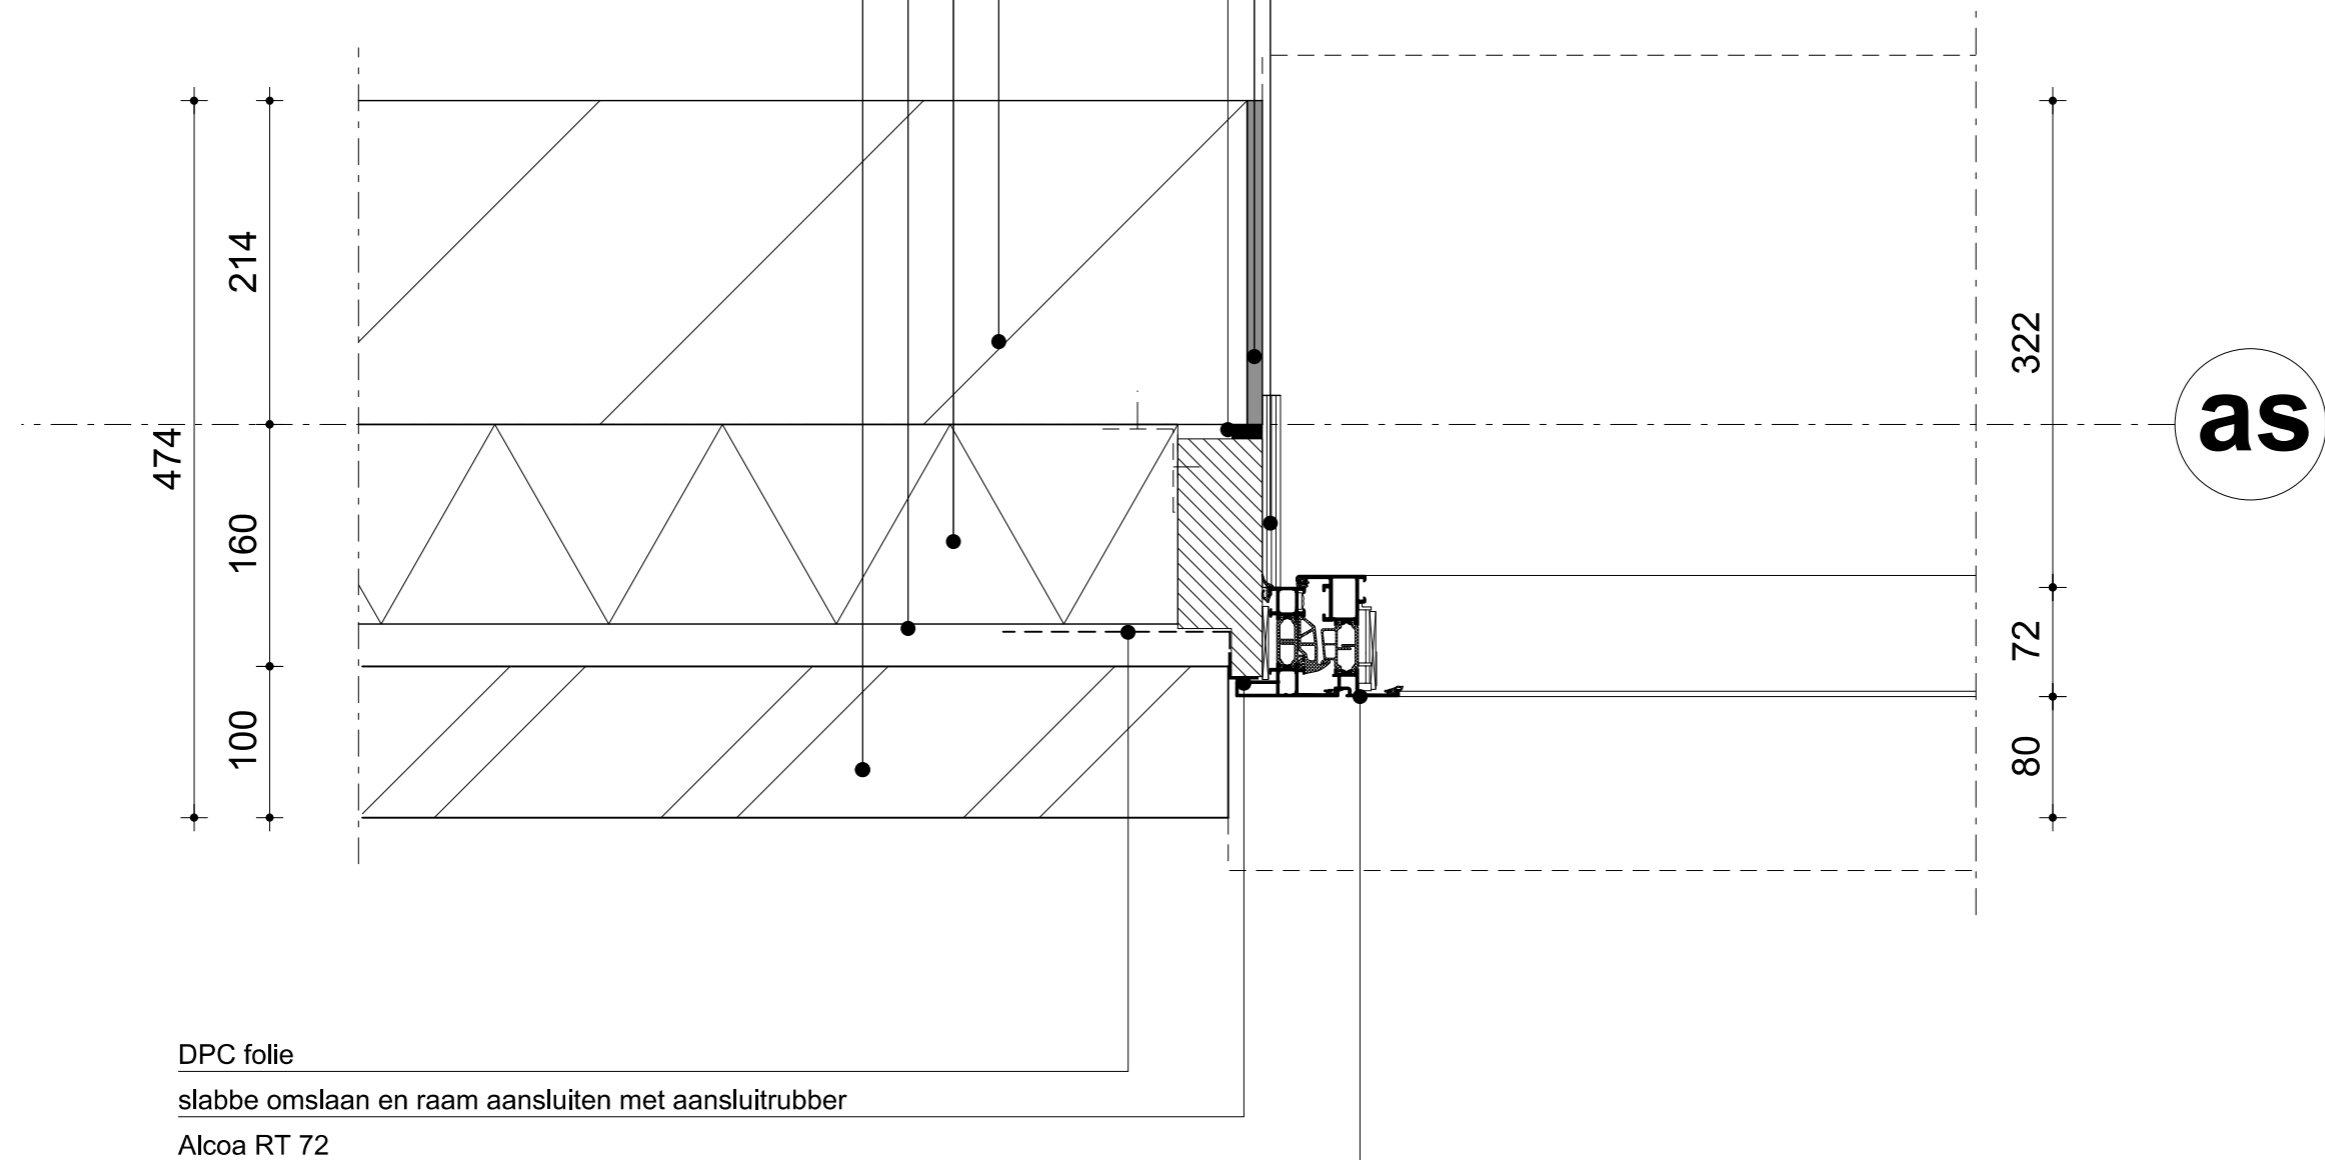 214
322
as
474
160
72
100
80
DPC folie
slabbe omslaan en raam aansluiten met aansluitrubber
Alcoa RT 72